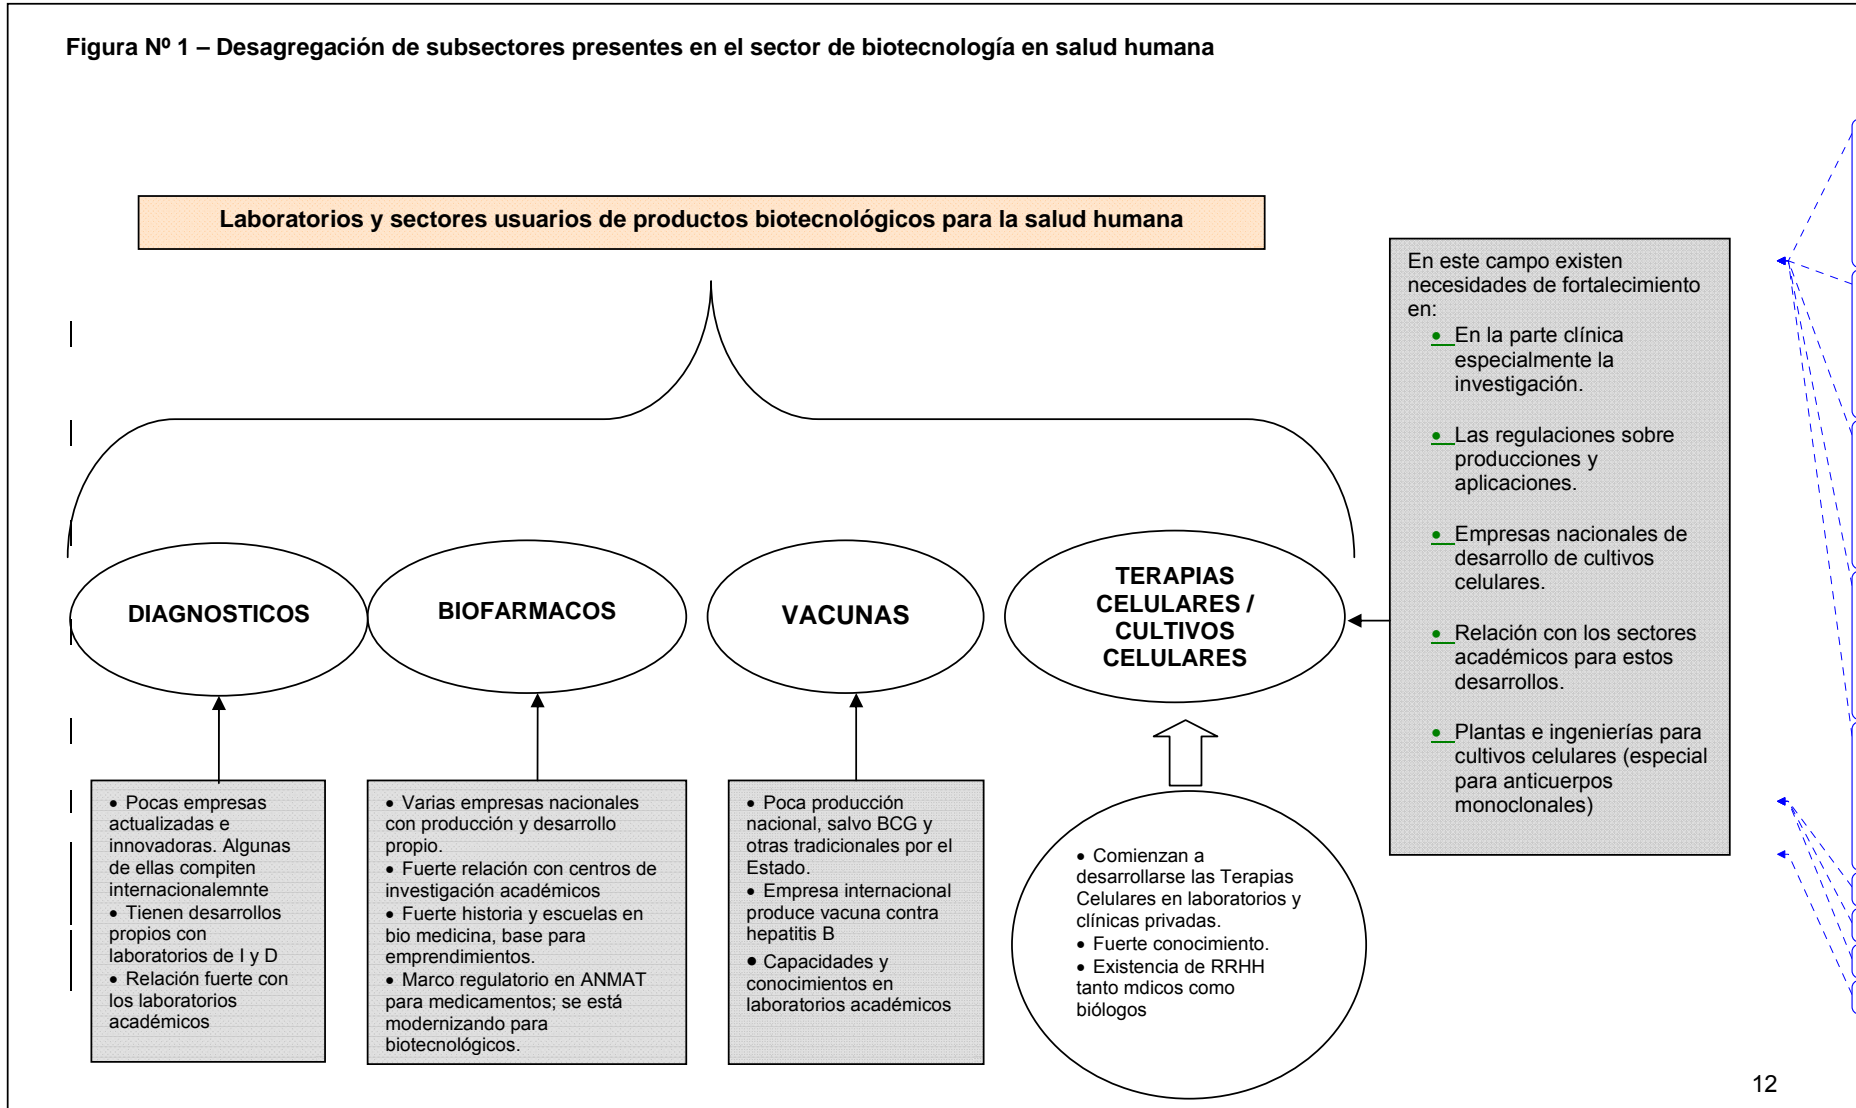 Figura Nº 1 – Desagregación de subsectores presentes en el sector de biotecnología en salud humana
Laboratorios y sectores usuarios de productos biotecnológicos para la salud humana
DIAGNOSTICOS
BIOFARMACOS
VACUNAS
TERAPIAS
CELULARES /
CULTIVOS
CELULARES
En este campo existen
necesidades de fortalecimiento
en:
• En la parte clínica
especialmente la
investigación.
• Las regulaciones sobre
producciones y
aplicaciones.
• Empresas nacionales de
desarrollo de cultivos
celulares.
• Relación con los sectores
académicos para estos
desarrollos.
• Plantas e ingenierías para
cultivos celulares (especial
para anticuerpos
monoclonales)
• Pocas empresas
actualizadas e
innovadoras. Algunas
de ellas compiten
internacionalemnte
• Tienen desarrollos
propios con
laboratorios de I y D
• Relación fuerte con
los laboratorios
académicos
• Varias empresas nacionales
con producción y desarrollo
propio.
• Fuerte relación con centros de
investigación académicos
• Fuerte historia y escuelas en
bio medicina, base para
emprendimientos.
• Marco regulatorio en ANMAT
para medicamentos; se está
modernizando para
biotecnológicos.
• Poca producción
nacional, salvo BCG y
otras tradicionales por el
Estado.
• Empresa internacional
produce vacuna contra
hepatitis B
• Capacidades y
conocimientos en
laboratorios académicos
• Comienzan a
desarrollarse las Terapias
Celulares en laboratorios y
clínicas privadas.
• Fuerte conocimiento.
• Existencia de RRHH
tanto mdicos como
biólogos
12